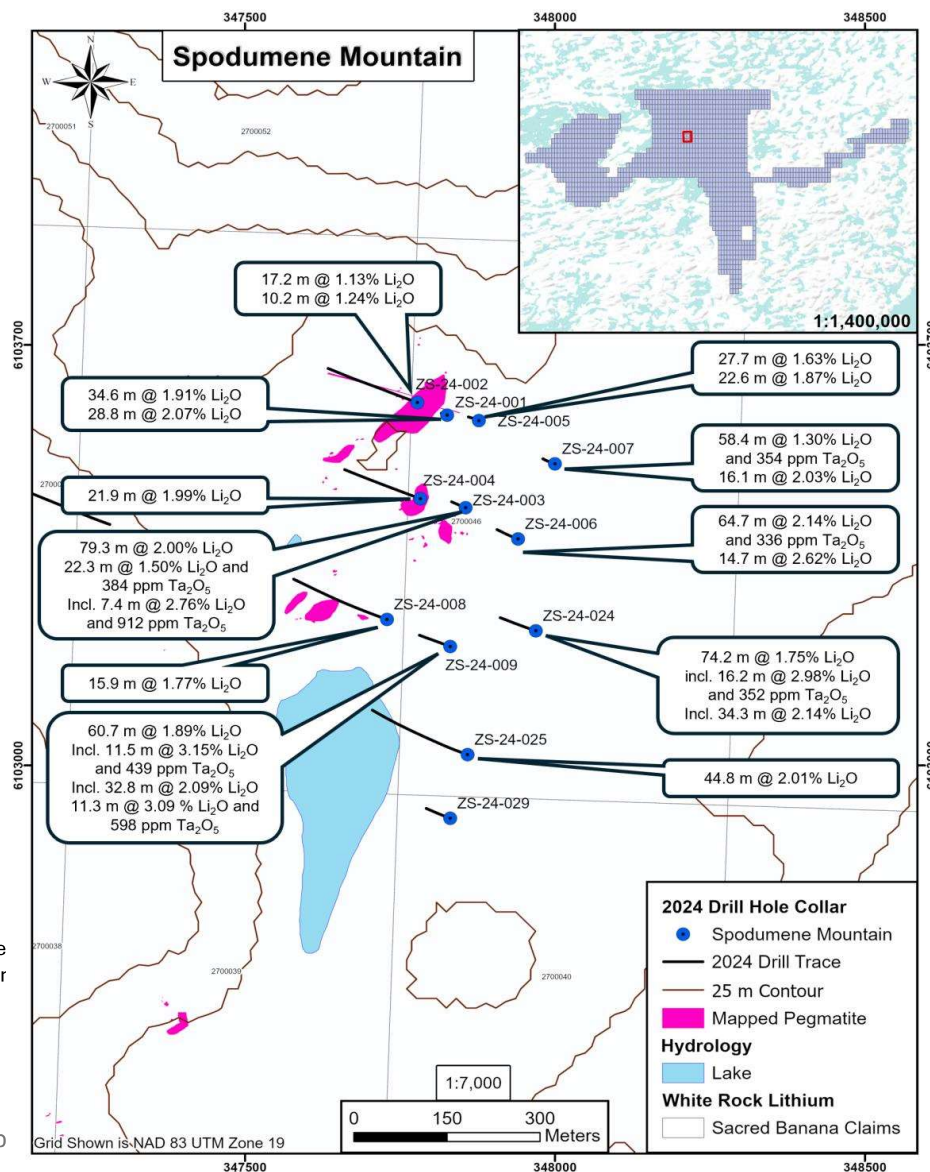 347500
348000
348500
Spodumene Mountain
N
W
E
S
2700051
2700052
1:1,400,000
17.2 m @ 1.13% Li₂O
10.2 m @ 1.24% Li₂O
6103700
27.7 m @ 1.63% Li₂O
22.6 m @ 1.87% Li₂O
34.6 m @ 1.91% Li₂O
28.8 m @ 2.07% Li₂O
ZS-24-002
ZS-24-001
ZS-24-005
ZS-24-007
58.4 m @ 1.30% Li₂O
and 354 ppm Ta₂O₅
16.1 m @ 2.03% Li₂O
21.9 m @ 1.99% Li₂O
ZS-24-004
ZS-24-003
2700046
ZS-24-006
64.7 m @ 2.14% Li₂O
and 336 ppm Ta₂O₅
14.7 m @ 2.62% Li₂O
79.3 m @ 2.00% Li₂O
22.3 m @ 1.50% Li₂O and
384 ppm Ta₂O₅
Incl. 7.4 m @ 2.76% Li₂O
and 912 ppm Ta₂O₅
ZS-24-008
ZS-24-024
ZS-24-009
15.9 m @ 1.77% Li₂O
74.2 m @ 1.75% Li₂O
incl. 16.2 m @ 2.98% Li₂O
and 352 ppm Ta₂O₅
Incl. 34.3 m @ 2.14% Li₂O
60.7 m @ 1.89% Li₂O
Incl. 11.5 m @ 3.15% Li₂O
and 439 ppm Ta₂O₅
Incl. 32.8 m @ 2.09% Li₂O
11.3 m @ 3.09 % Li₂O and
598 ppm Ta₂O₅
6103000
ZS-24-025
44.8 m @ 2.01% Li₂O
ZS-24-029
2700038
2700039
2700040
2024 Drill Hole Collar
Spodumene Mountain
2024 Drill Trace
25 m Contour
Mapped Pegmatite
Hydrology
Lake
White Rock Lithium
Sacred Banana Claims
1:7,000
0 150 300
Meters
Grid Shown is NAD 83 UTM Zone 19
347500
348000
348500